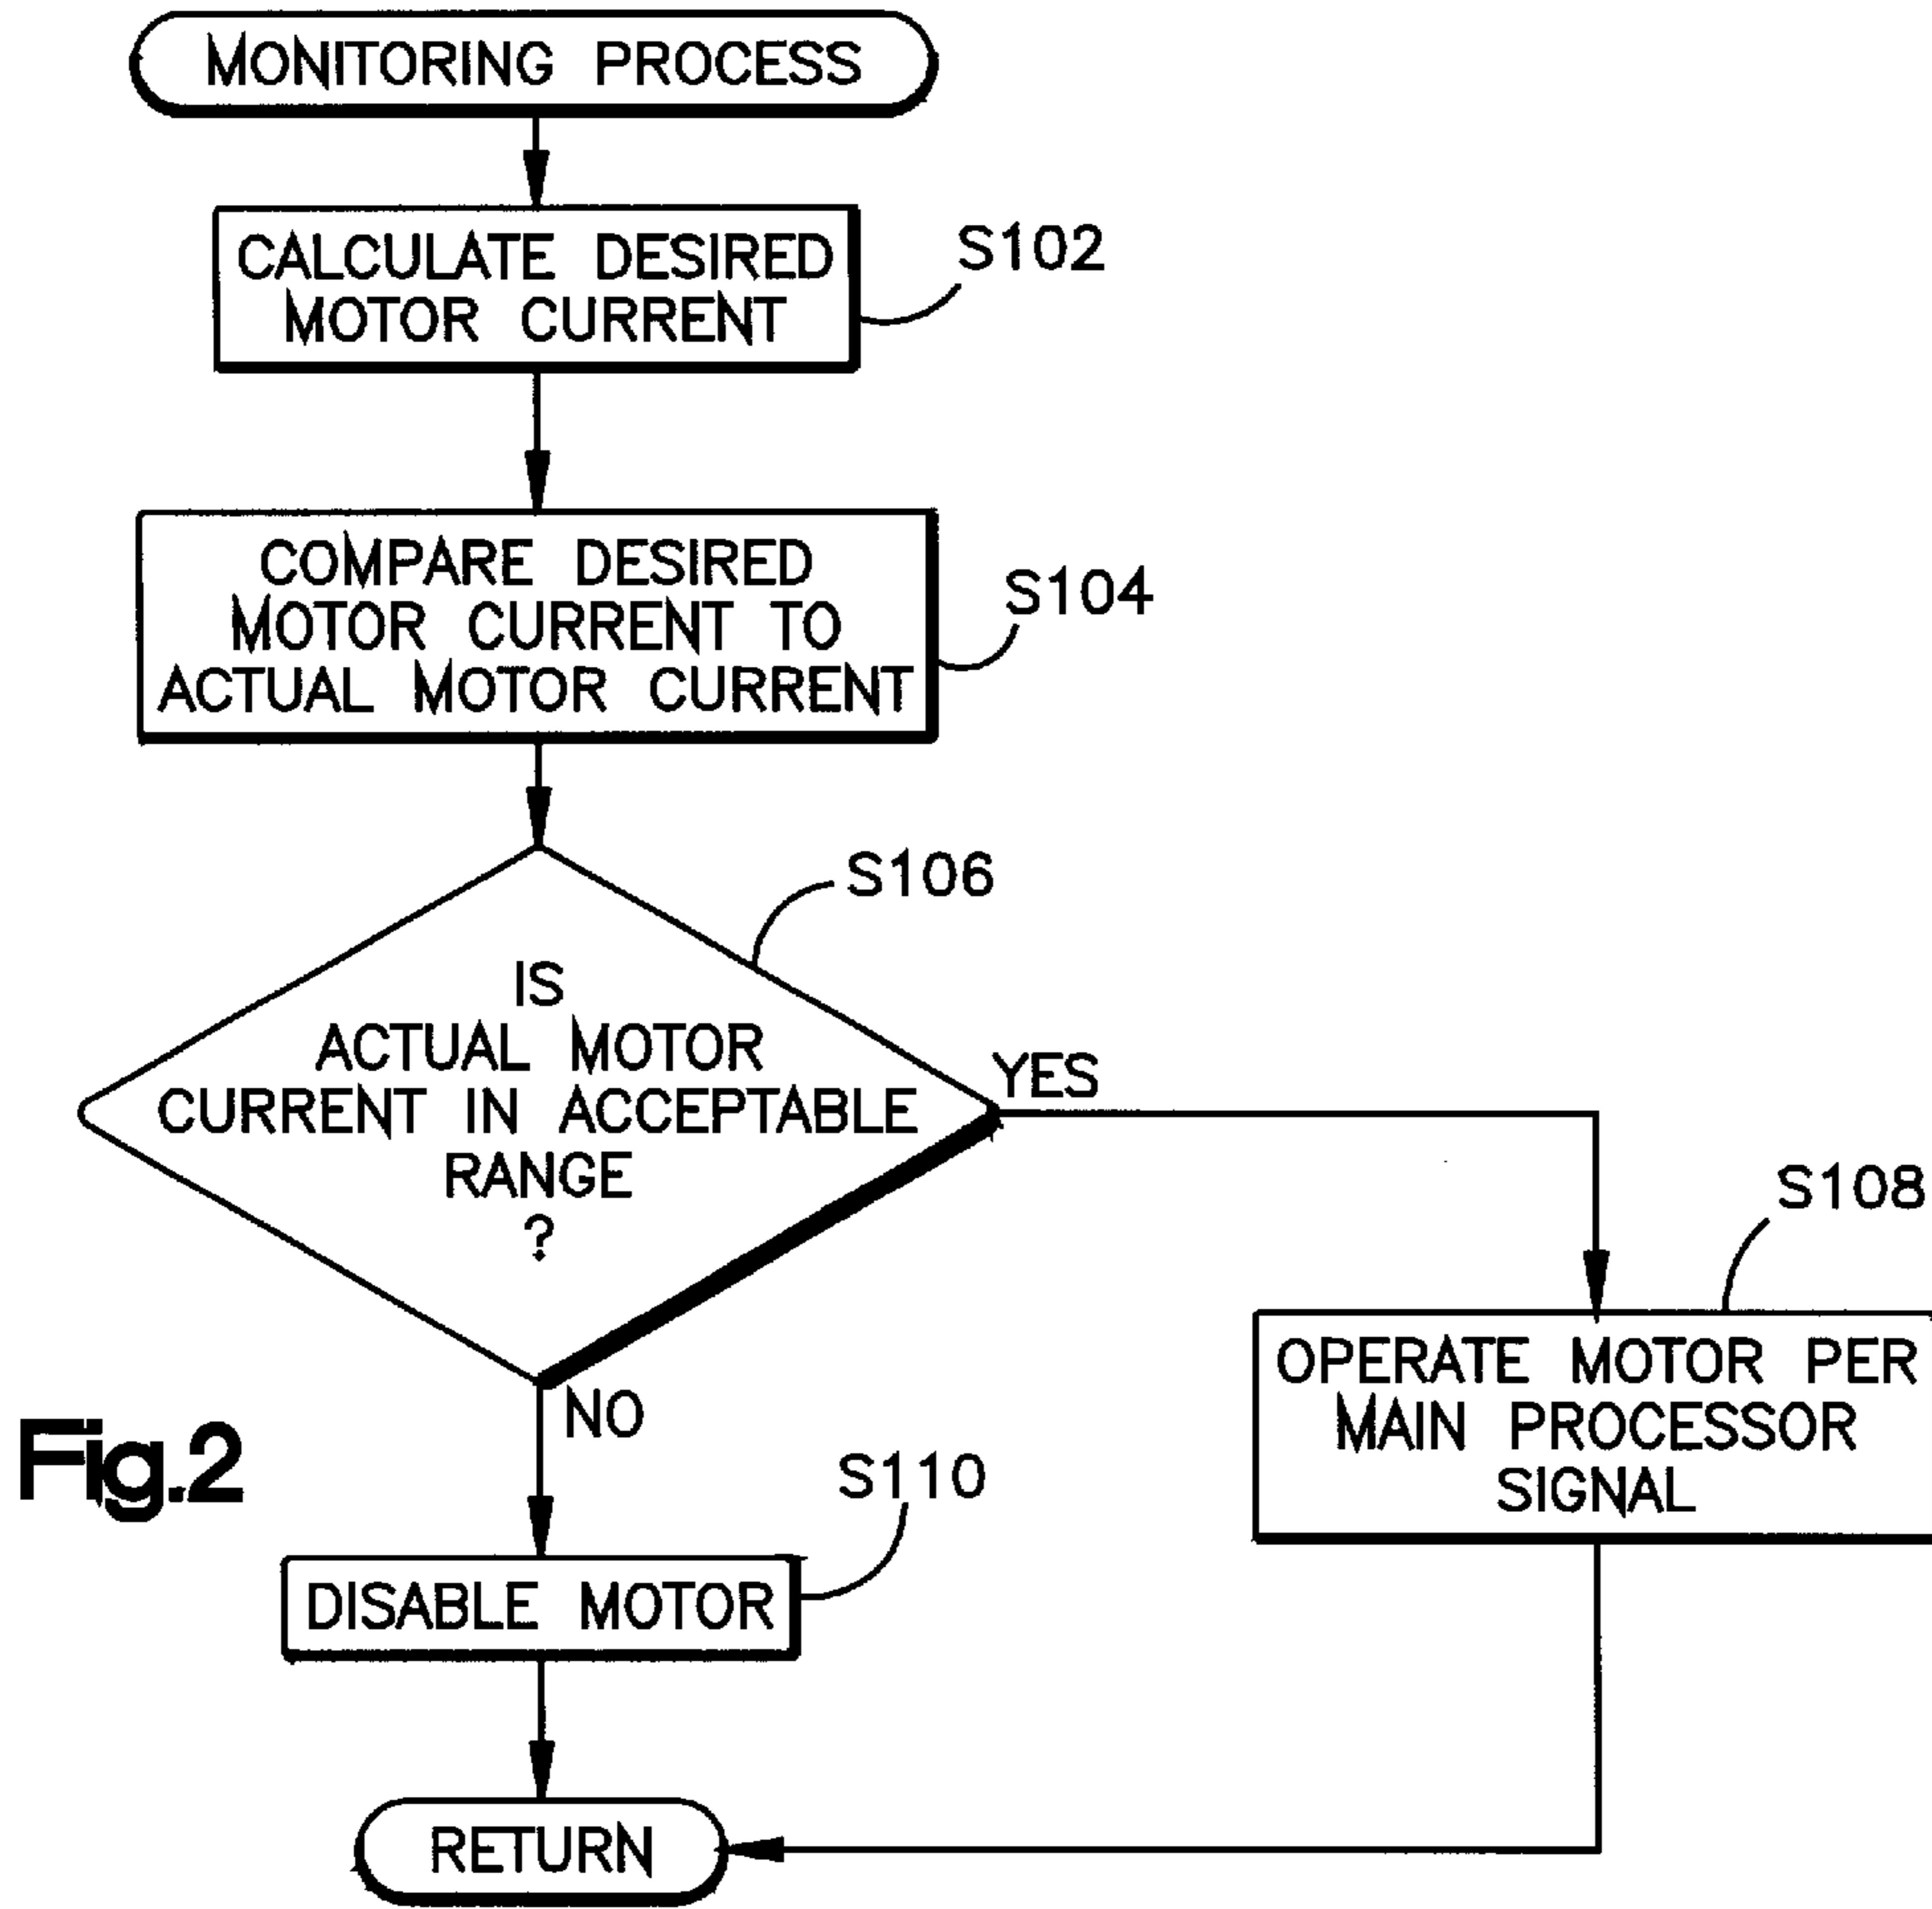 MONITORING PROCESS
CALCULATE DESIRED
MOTOR CURRENT
S102
COMPARE DESIRED
MOTOR CURRENT TO
ACTUAL MOTOR CURRENT
S104
S106
IS
ACTUAL MOTOR
CURRENT IN ACCEPTABLE
RANGE
?
YES
S108
OPERATE MOTOR PER
MAIN PROCESSOR
SIGNAL
NO
Fig.2
S110
DISABLE MOTOR
RETURN